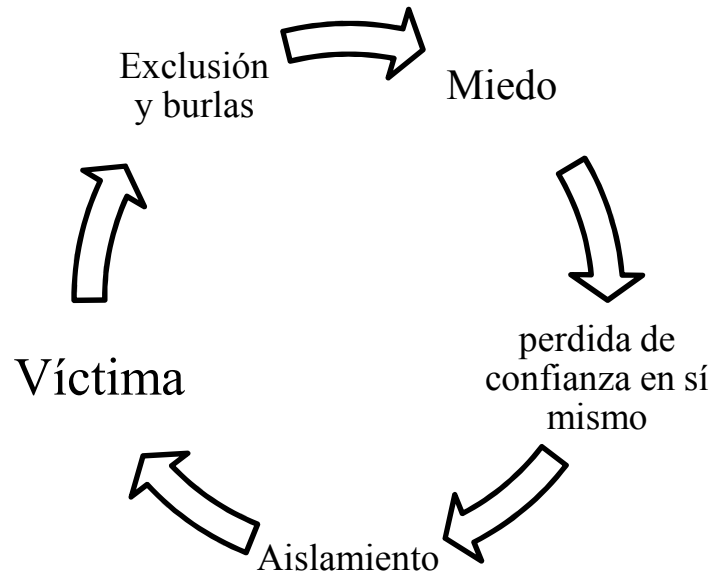 Exclusión
y burlas
Miedo
perdida de
confianza en sí
mismo
Aislamiento
Víctima